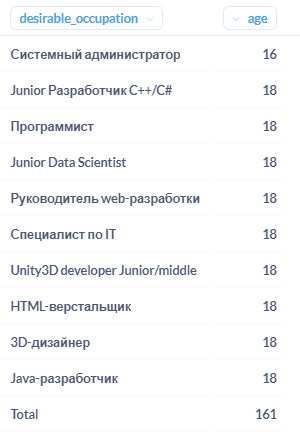 desirable_occupation age
Системный администратор 16
Junior Разработчик C++/C# 18
Программист 18
Junior Data Scientist 18
Руководитель web-разработки 18
Специалист по IT 18
Unity3D developer Junior/middle 18
HTML-верстальщик 18
3D-дизайнер 18
Java-разработчик 18
Total 161